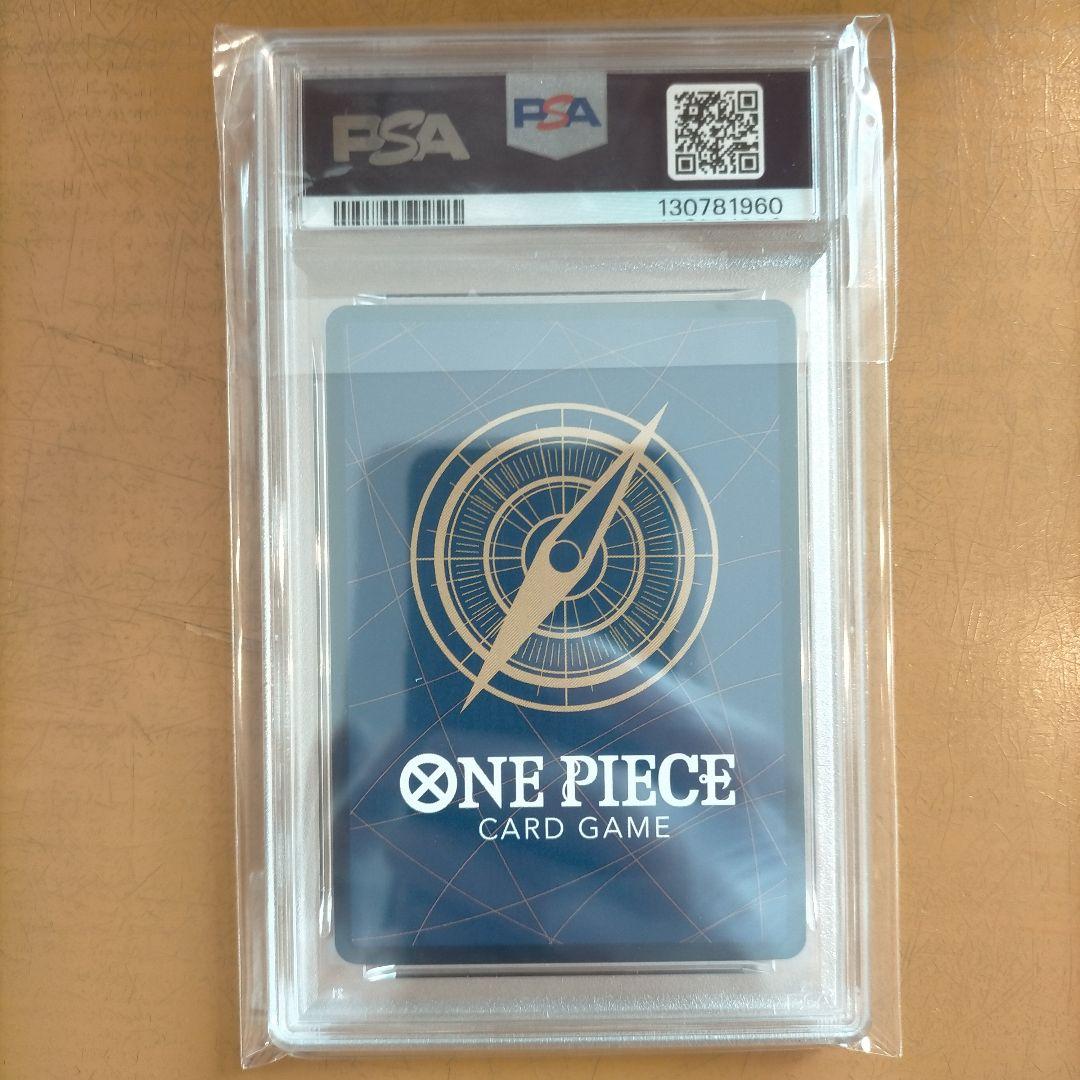 PSA
PSA
130781960
ONE PIECE
CARD GAME